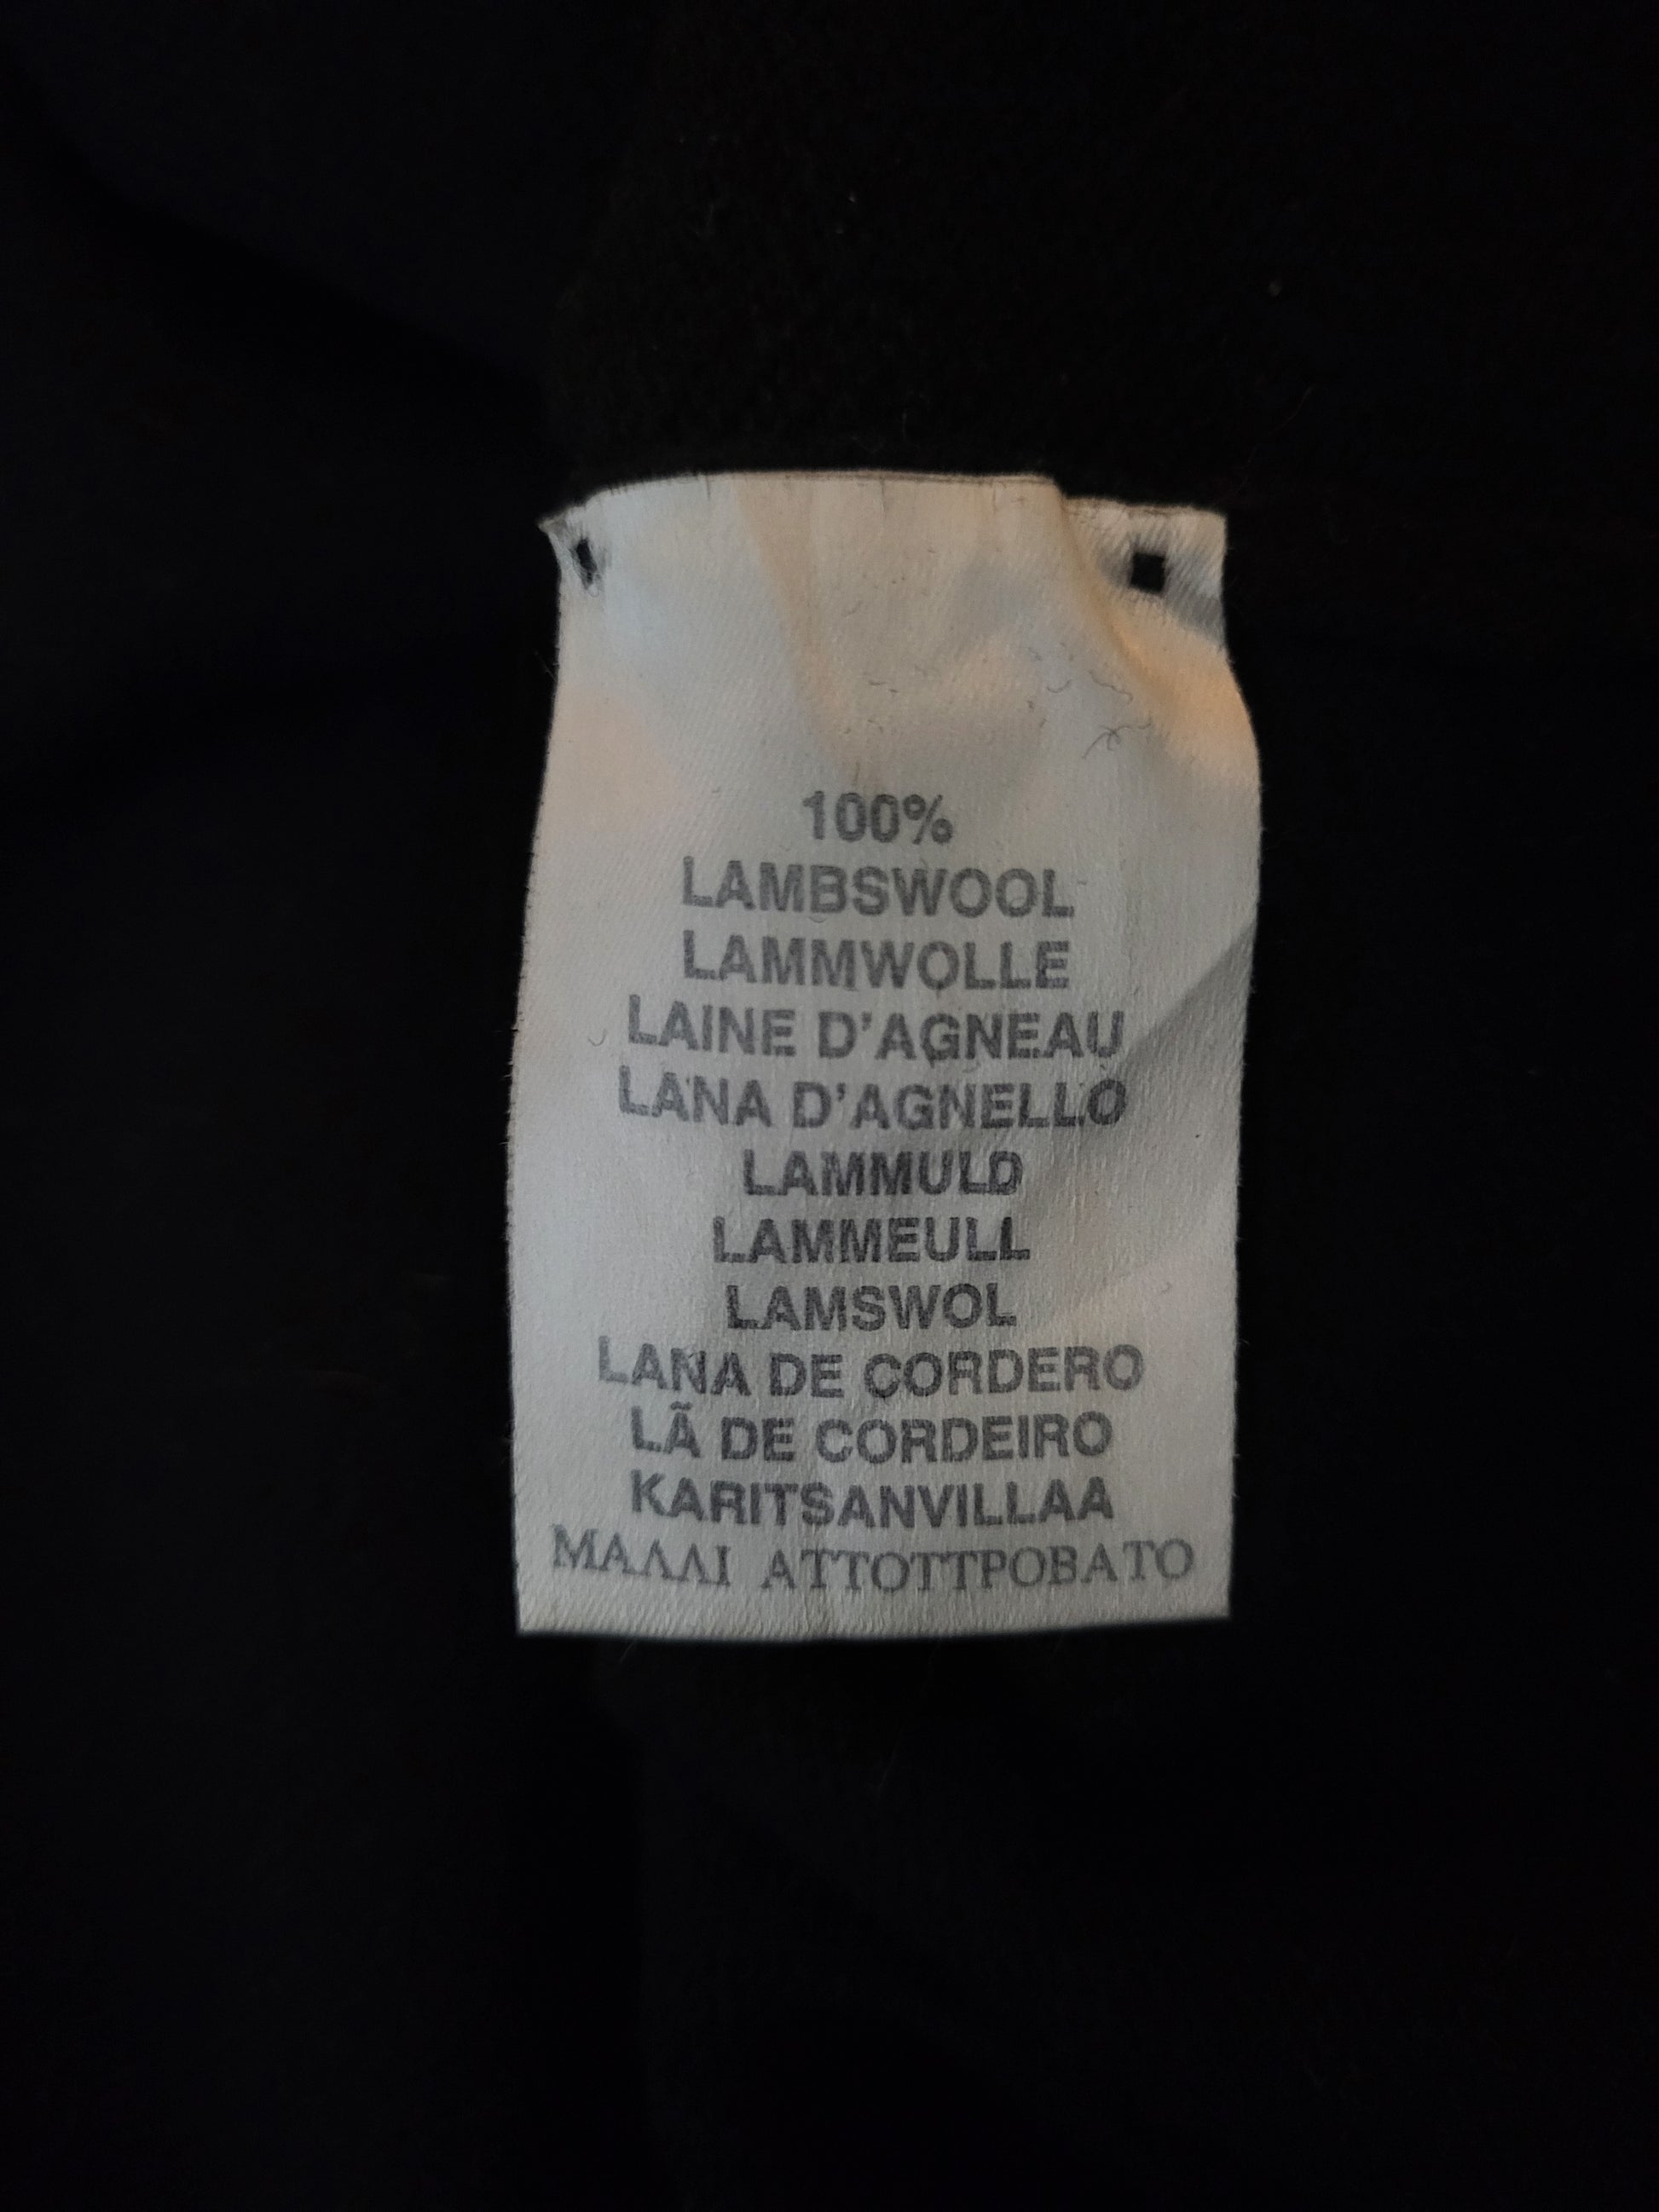 100%
LAMBSWOOL
LAMMWOLLE
LAINE D'AGNEAU
LANA D'AGNELLO
LAMMULD
LAMMEULL
LAMSWOL
LANA DE CORDERO
LÃ DE CORDEIRO
KARITSANVILLAA
ΜΑΛΛΙ ΑΤΤΟΤΤΡΟΒΑΤΟ